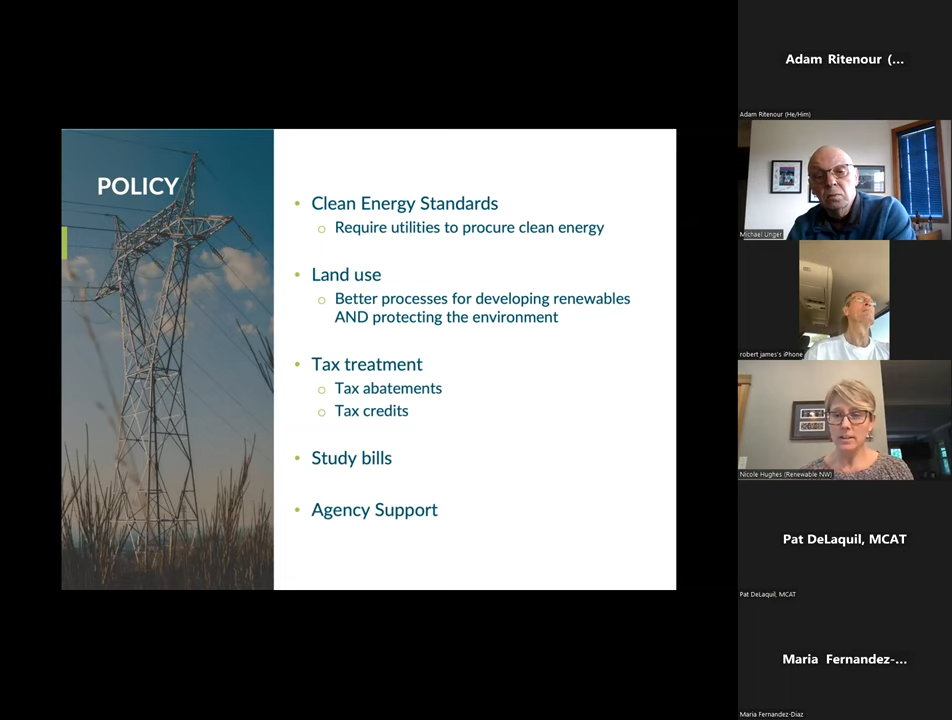 POLICY
• Clean Energy Standards
○ Require utilities to procure clean energy
• Land use
○ Better processes for developing renewables
AND protecting the environment
• Tax treatment
○ Tax abatements
○ Tax credits
• Study bills
• Agency Support
Adam Ritenour (...
Adam Ritenour (He/Him)
Michael Unger
robert james's iPhone
Nicole Hughes (Renewable NW)
Pat DeLaquil, MCAT
Pat DeLaquil, MCAT
Maria Fernandez-...
Maria Fernandez-Diaz